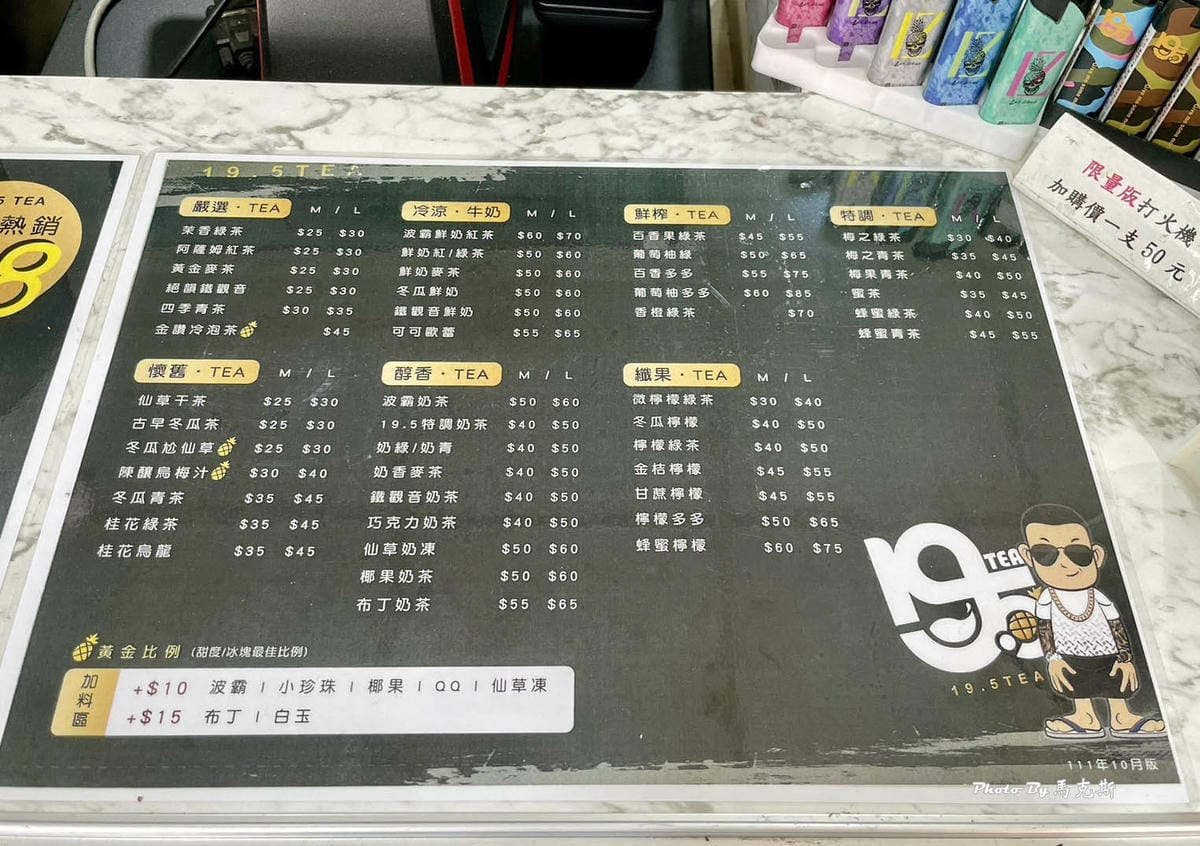 5 TEA
熱銷
8
19.5TEA
嚴選・TEA M / L
茉香綠茶 $25 $30
阿薩姆紅茶 $25 $30
黃金麥茶 $25 $30
絕韻鐵觀音 $25 $30
四季青茶 $30 $35
金讚冷泡茶 $45
冷涼・牛奶 M / L
波霸鮮奶紅茶 $60 $70
鮮奶紅/綠茶 $50 $60
鮮奶麥茶 $50 $60
冬瓜鮮奶 $50 $60
鐵觀音鮮奶 $50 $60
可可歐蕾 $55 $65
鮮榨・TEA M / L
百香果綠茶 $45 $55
葡萄柚綠 $50 $65
百香多多 $55 $75
葡萄柚多多 $60 $85
香橙綠茶 $70
特調・TEA M / L
梅之綠茶 $30 $40
梅之青茶 $35 $45
梅果青茶 $40 $50
蜜茶 $35 $45
蜂蜜綠茶 $40 $50
蜂蜜青茶 $45 $55
懷舊・TEA M / L
仙草干茶 $25 $30
古早冬瓜茶 $25 $30
冬瓜尬仙草 $25 $30
陳釀烏梅汁 $30 $40
冬瓜青茶 $35 $45
桂花綠茶 $35 $45
桂花烏龍 $35 $45
醇香・TEA M / L
波霸奶茶 $50 $60
19.5特調奶茶 $40 $50
奶綠/奶青 $40 $50
奶香麥茶 $40 $50
鐵觀音奶茶 $40 $50
巧克力奶茶 $40 $50
仙草奶凍 $50 $60
椰果奶茶 $50 $60
布丁奶茶 $55 $65
纖果・TEA M / L
微檸檬綠茶 $30 $40
冬瓜檸檬 $40 $50
檸檬綠茶 $40 $50
金桔檸檬 $45 $55
甘蔗檸檬 $45 $55
檸檬多多 $50 $65
蜂蜜檸檬 $60 $75
黃金比例 (甜度/冰塊最佳比例)
加料區
+$10 波霸 | 小珍珠 | 椰果 | QQ | 仙草凍
+$15 布丁 | 白玉
19.5
TEA
19.5TEA
111年10月版
限量版打火機
加購價一支50元
Photo By 馬克斯